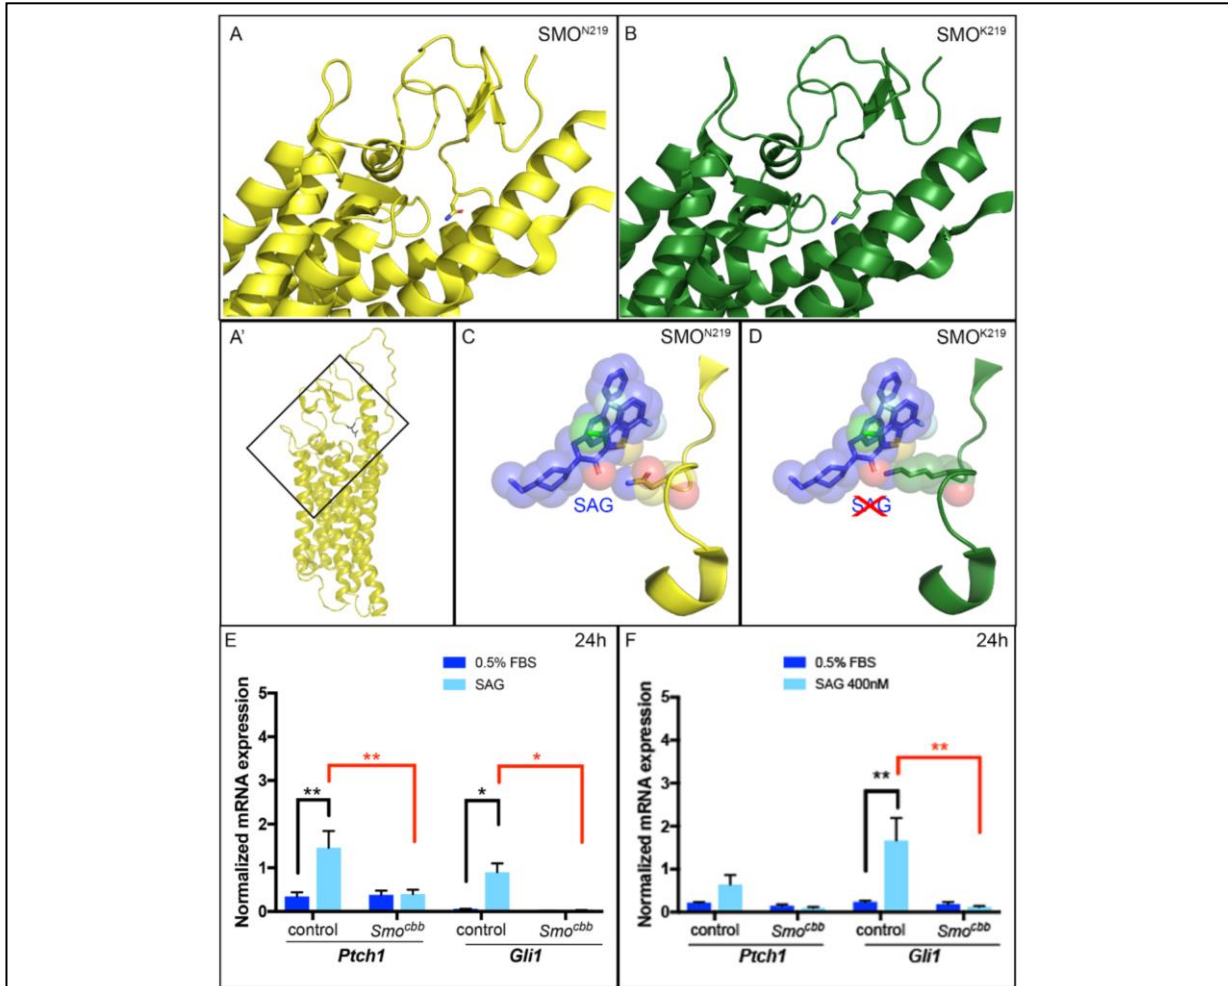 A SMO^N219
B SMO^K219
A'
C SMO^N219
SAG
D SMO^K219
SAG
E 24h
0.5% FBS
SAG
Normalized mRNA expression
5
4
3
2
1
0
**
**
*
*
control Smo^cbb control Smo^cbb
Ptch1 Gli1
F 24h
0.5% FBS
SAG 400nM
Normalized mRNA expression
5
4
3
2
1
0
**
**
control Smo^cbb control Smo^cbb
Ptch1 Gli1